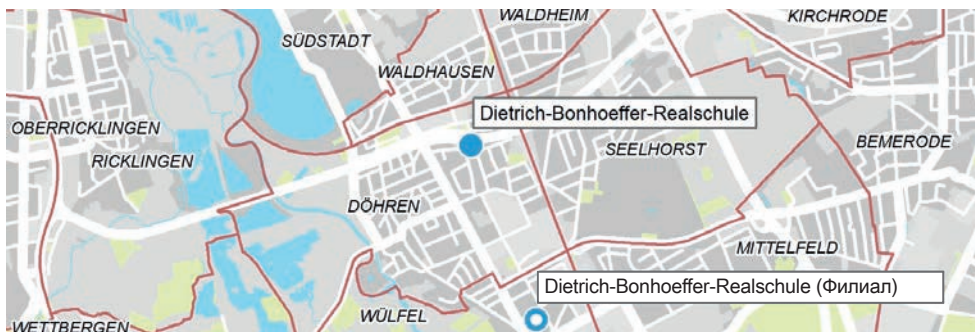 WALDHEIM
KIRCHRODE
SÜDSTADT
WALDHAUSEN
Dietrich-Bonhoeffer-Realschule
OBERRICKLINGEN
RICKLINGEN
SEELHORST
BEMERODE
DÖHREN
MITTELFELD
Dietrich-Bonhoeffer-Realschule (Филиал)
WÜLFEL
WETTBERGEN